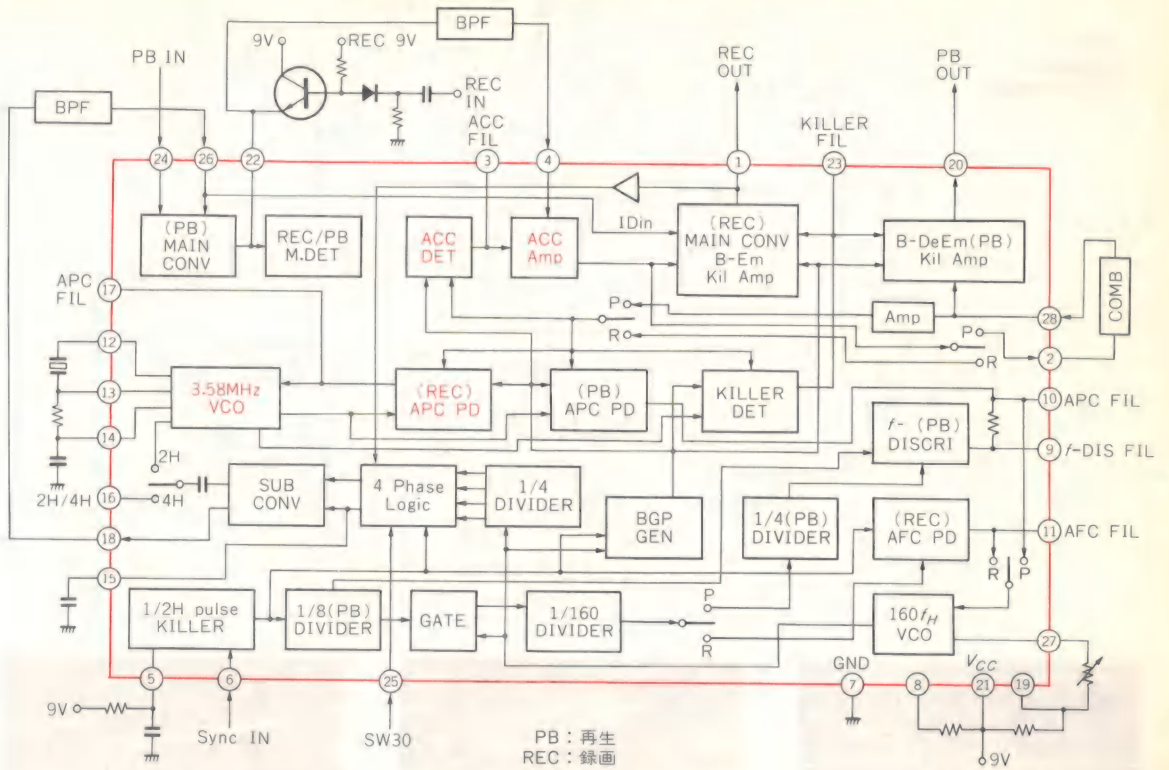 BPF
9V
REC 9V
PB IN
REC IN
REC OUT
PB OUT
BPF
ACC FIL
KILLER FIL
24
26
22
3
4
1
23
20
(PB) MAIN CONV
REC/PB M.DET
ACC DET
ACC Amp
IDin
(REC) MAIN CONV B-Em Kil Amp
B-DeEm(PB) Kil Amp
COMB
APC FIL
17
P
R
Amp
28
P
R
2
12
13
14
3.58MHz VCO
(REC) APC PD
(PB) APC PD
KILLER DET
10
APC FIL
f-(PB) DISCRI
9
f-DIS FIL
2H
4H
2H/4H
16
18
15
SUB CONV
4 Phase Logic
1/4 DIVIDER
BGP GEN
1/4(PB) DIVIDER
(REC) AFC PD
11
AFC FIL
R
P
1/2H pulse KILLER
1/8(PB) DIVIDER
GATE
1/160 DIVIDER
P
R
160fH VCO
27
GND
VCC
5
6
25
7
8
21
19
9V
Sync IN
SW30
9V
PB:再生
REC:録画